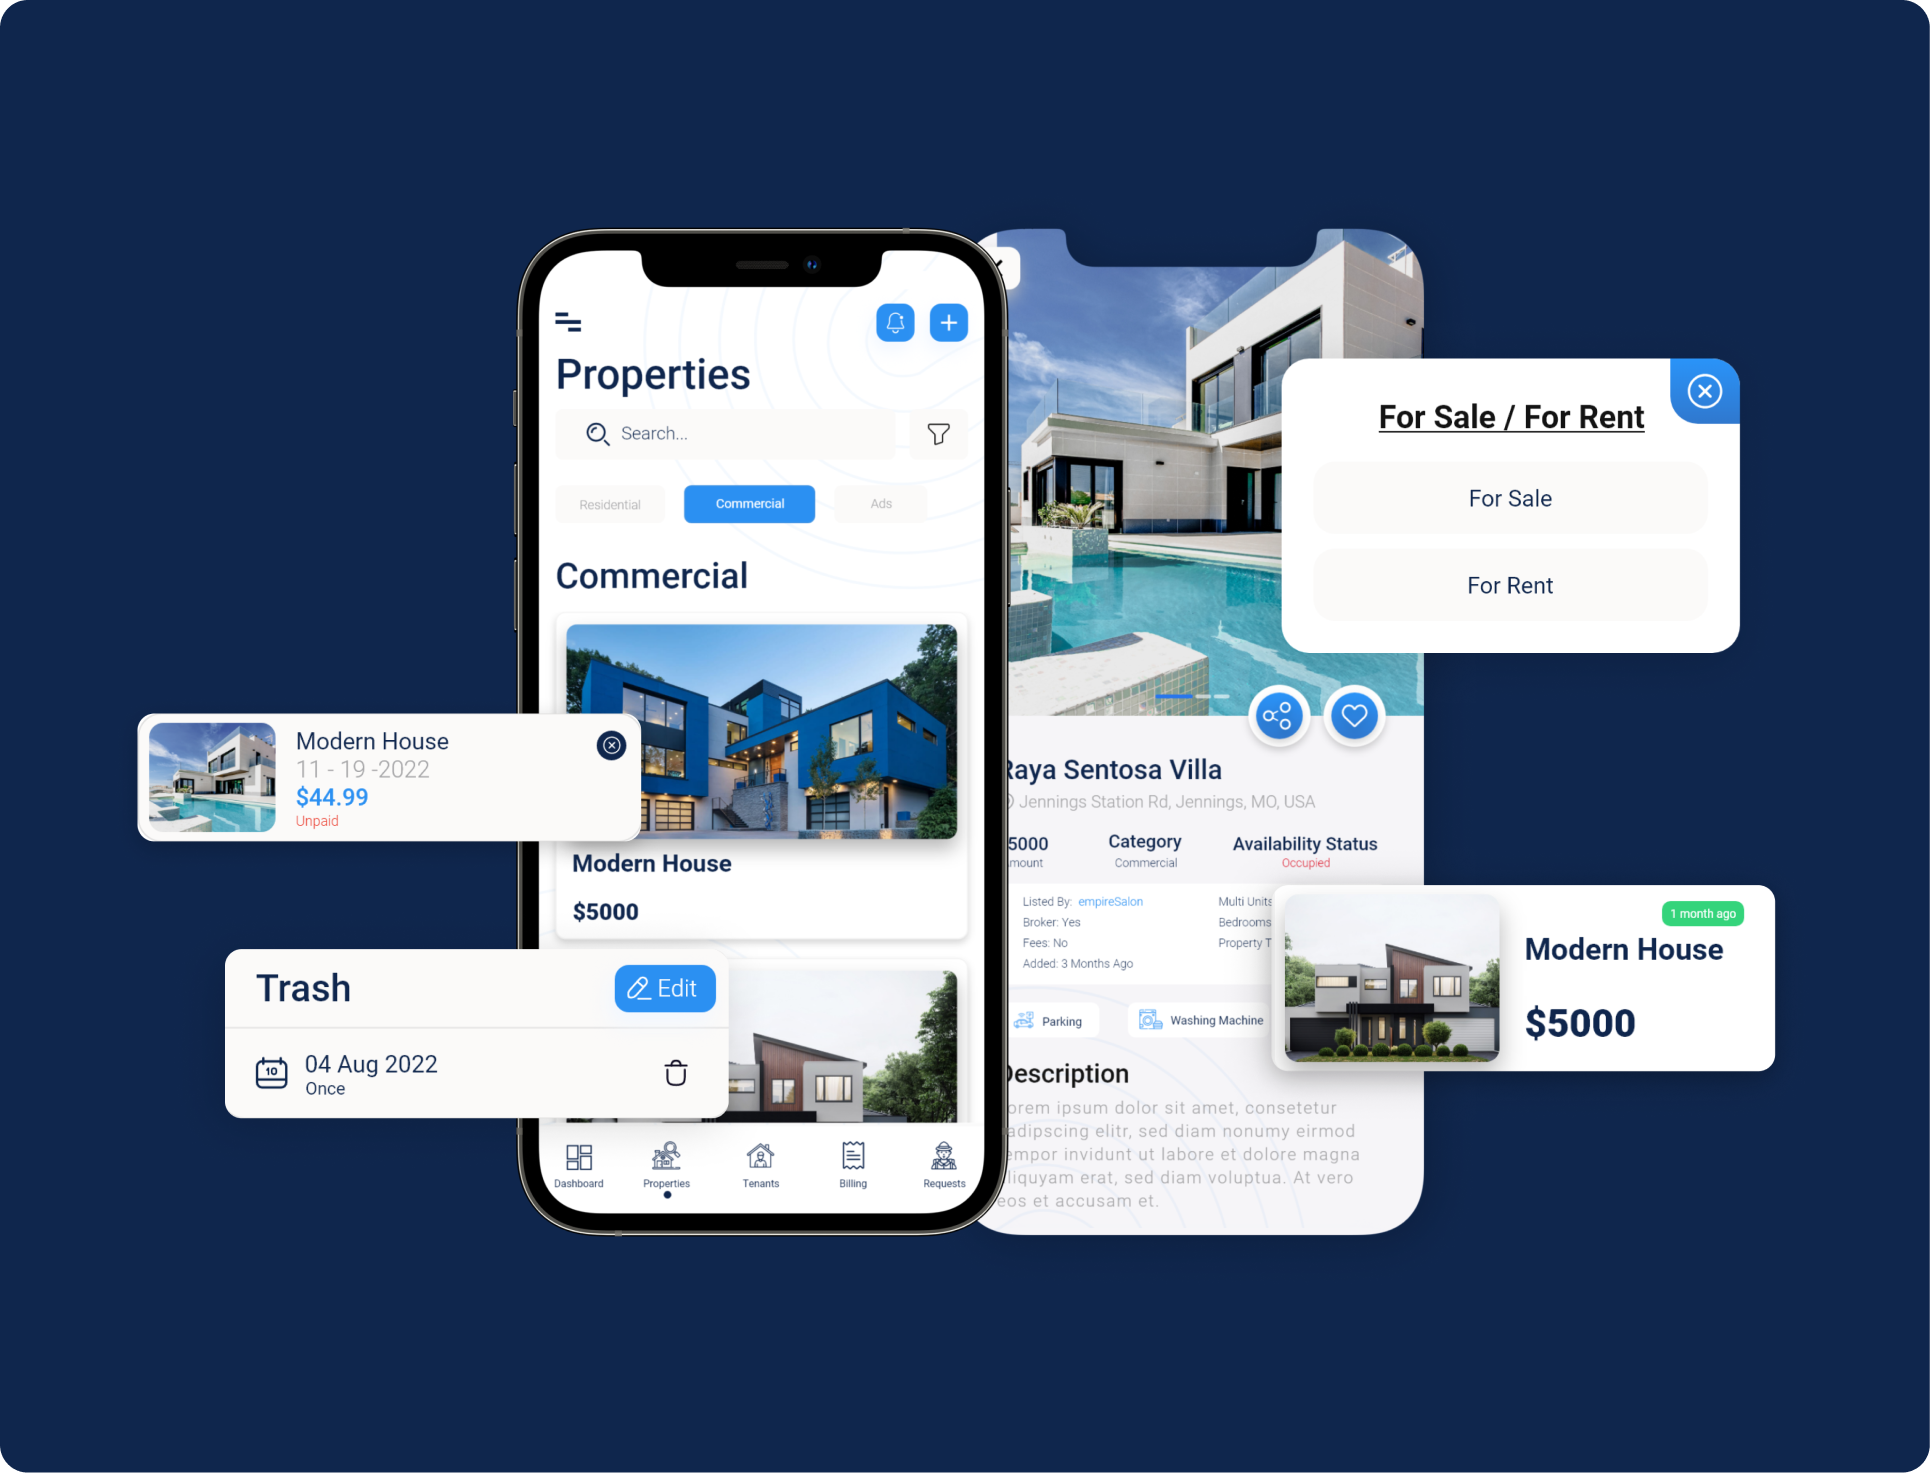 Properties
Search...
Residential
Commercial
Ads
Commercial
Modern House
$5000
Dashboard
Properties
Tenants
Billing
Requests
Modern House
11 - 19 -2022
$44.99
Unpaid
Trash
Edit
10
04 Aug 2022
Once
For Sale / For Rent
For Sale
For Rent
Raya Sentosa Villa
Jennings Station Rd, Jennings, MO, USA
5000
mount
Category
Commercial
Availability Status
Occupied
Listed By: empireSalon
Broker: Yes
Fees: No
Added: 3 Months Ago
Multi Units
Bedrooms
Property T
Parking
Washing Machine
Description
orem ipsum dolor sit amet, consetetur
adipscing elitr, sed diam nonumy eirmod
empor invidunt ut labore et dolore magna
liquyam erat, sed diam voluptua. At vero
eos et accusam et.
1 month ago
Modern House
$5000